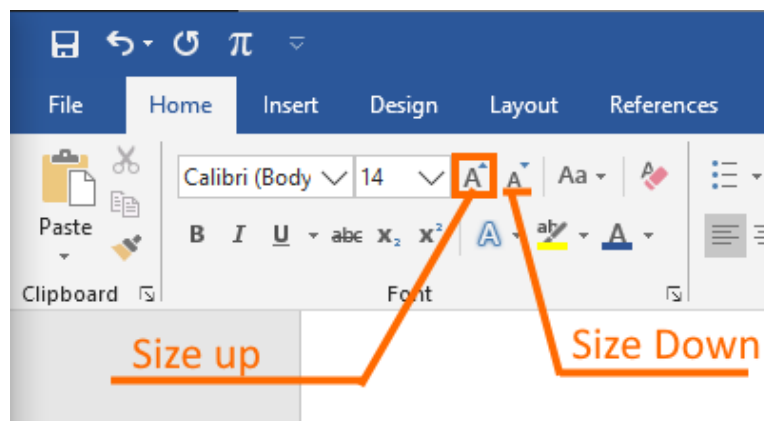 π
File Home Insert Design Layout References
Calibri (Body 14 A A Aa A
Paste B I U abc X₂ X² A ab A
Clipboard Font
Size up Size Down